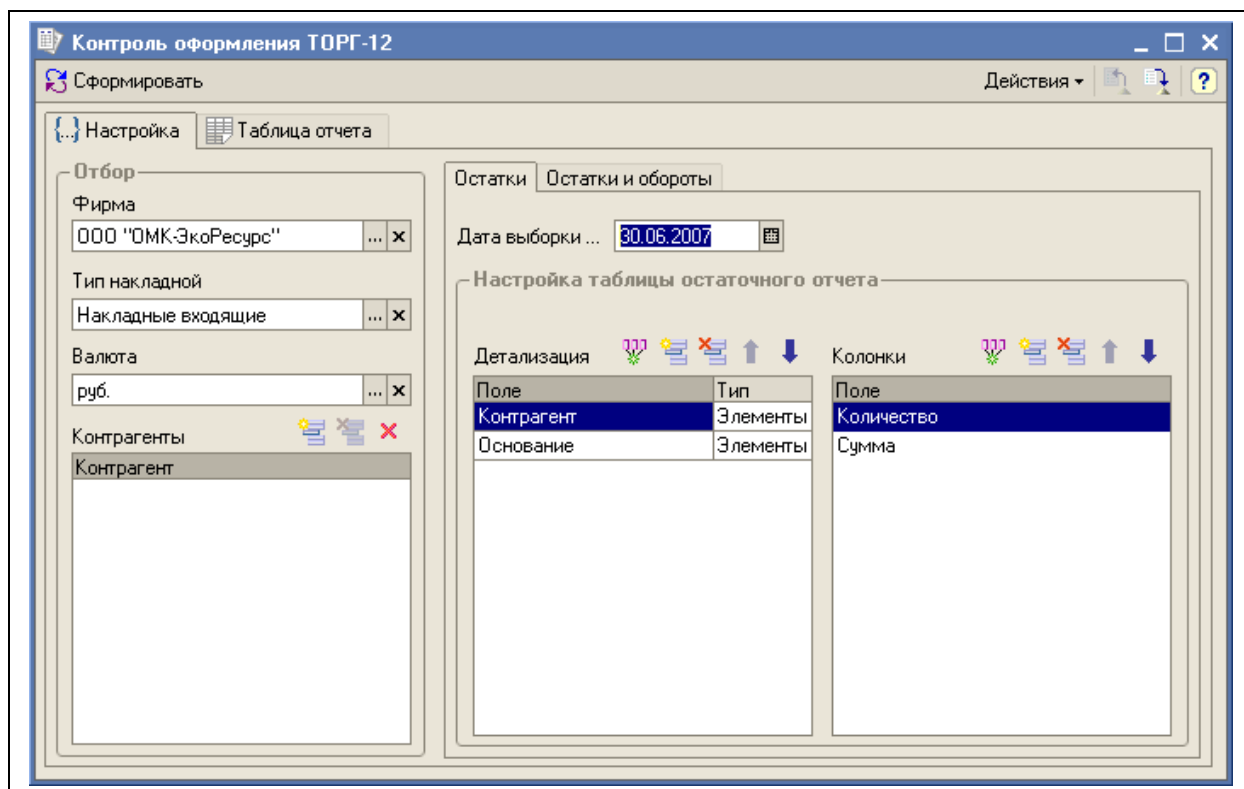 Контроль оформления ТОРГ-12
Сформировать
Действия
{...} Настройка
Таблица отчета
Отбор
Фирма
ООО "ОМК-ЭкоРесурс"
...
Тип накладной
Накладные входящие
...
Валюта
руб.
...
Контрагенты
Контрагент
Остатки
Остатки и обороты
Дата выборки ...
30.06.2007
Настройка таблицы остаточного отчета
Детализация
Поле Тип
Контрагент Элементы
Основание Элементы
Колонки
Поле
Количество
Сумма